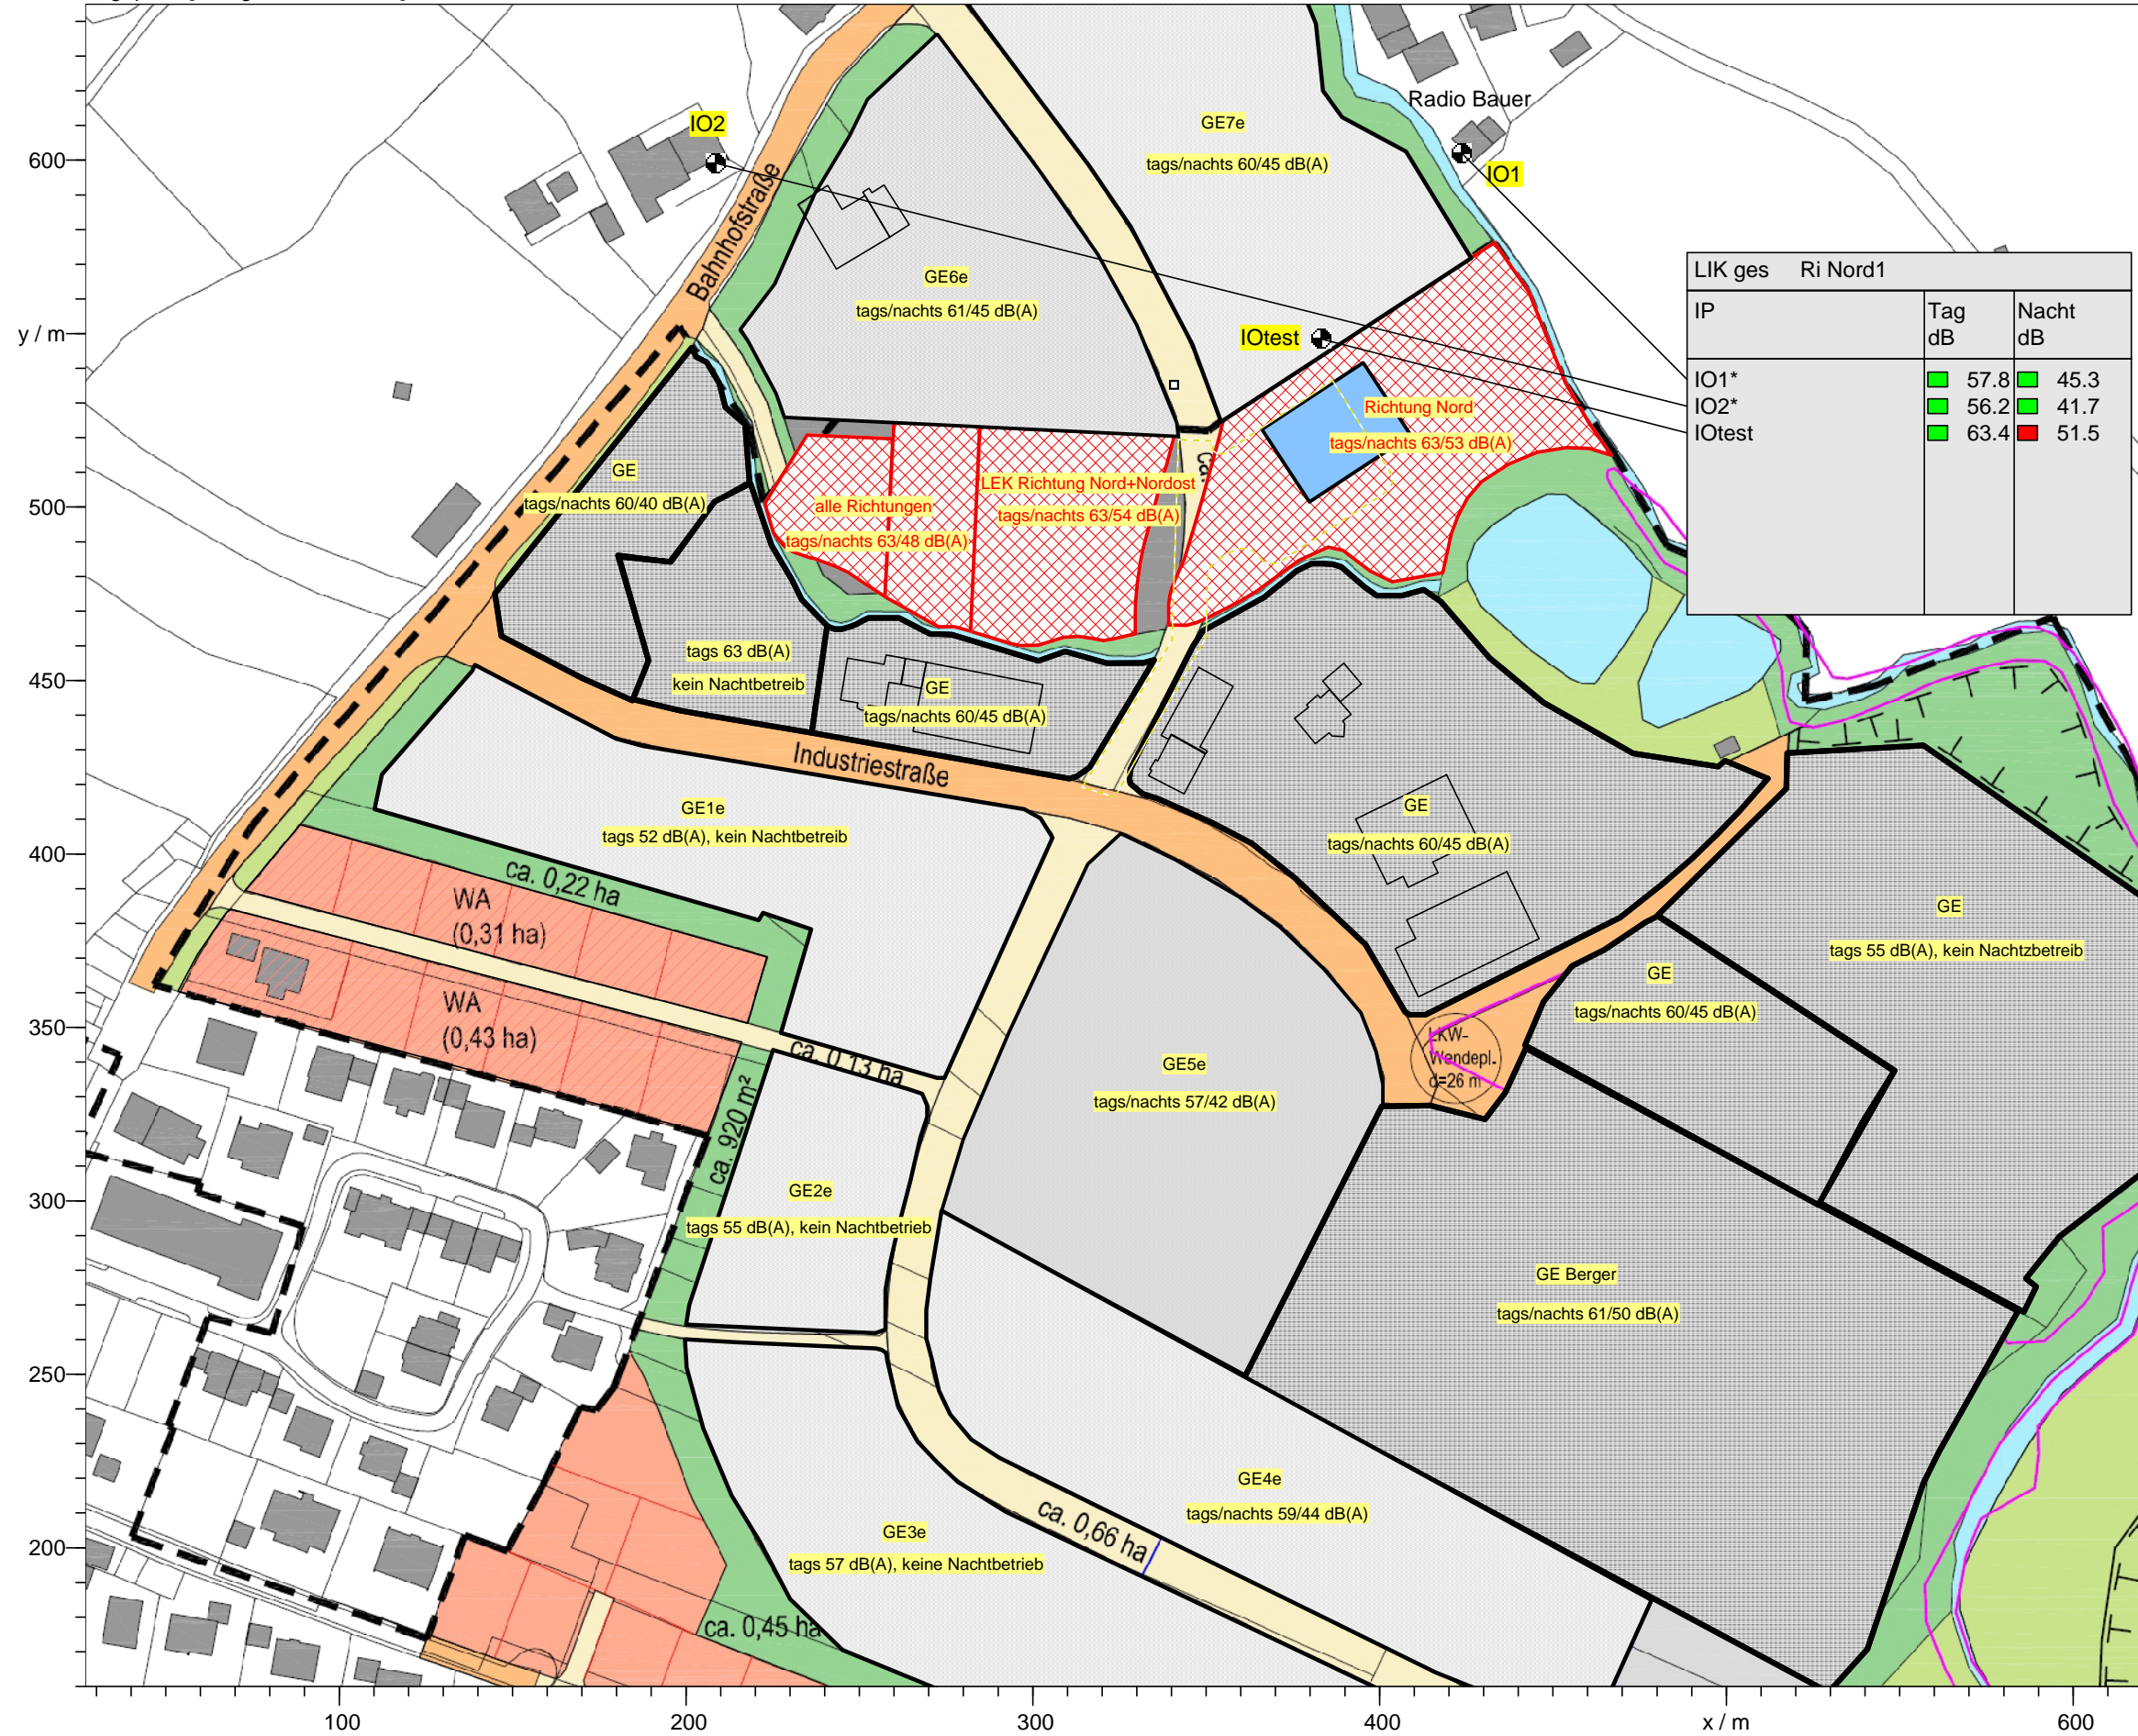 Radio Bauer
IO2
GE7e
tags/nachts 60/45 dB(A)
600
IO1
Bahnhofstraße
GE6e
tags/nachts 61/45 dB(A)
LIK ges Ri Nord1
IP Tag Nacht
dB dB
IO1* 57.8 45.3
IO2* 56.2 41.7
IOtest 63.4 51.5
y / m
IOtest
Richtung Nord
tags/nachts 63/53 dB(A)
ca.
GE
tags/nachts 60/40 dB(A)
500
LEK Richtung Nord+Nordost
tags/nachts 63/54 dB(A)
alle Richtungen
tags/nachts 63/48 dB(A)
tags 63 dB(A)
kein Nachtbetreib
450
GE
tags/nachts 60/45 dB(A)
Industriestraße
GE1e
tags 52 dB(A), kein Nachtbetreib
GE
tags/nachts 60/45 dB(A)
400
ca. 0,22 ha
WA
(0,31 ha)
GE
tags 55 dB(A), kein Nachtzbetreib
GE
tags/nachts 60/45 dB(A)
WA
(0,43 ha)
350
ca. 0,13 ha
LKW-
Wendepl.
d=26 m
GE5e
tags/nachts 57/42 dB(A)
ca. 920 m²
300
GE2e
tags 55 dB(A), kein Nachtbetrieb
GE Berger
tags/nachts 61/50 dB(A)
250
GE4e
tags/nachts 59/44 dB(A)
ca. 0,66 ha
200
GE3e
tags 57 dB(A), keine Nachtbetrieb
ca. 0,45 ha
100 200 300 400 x / m 600